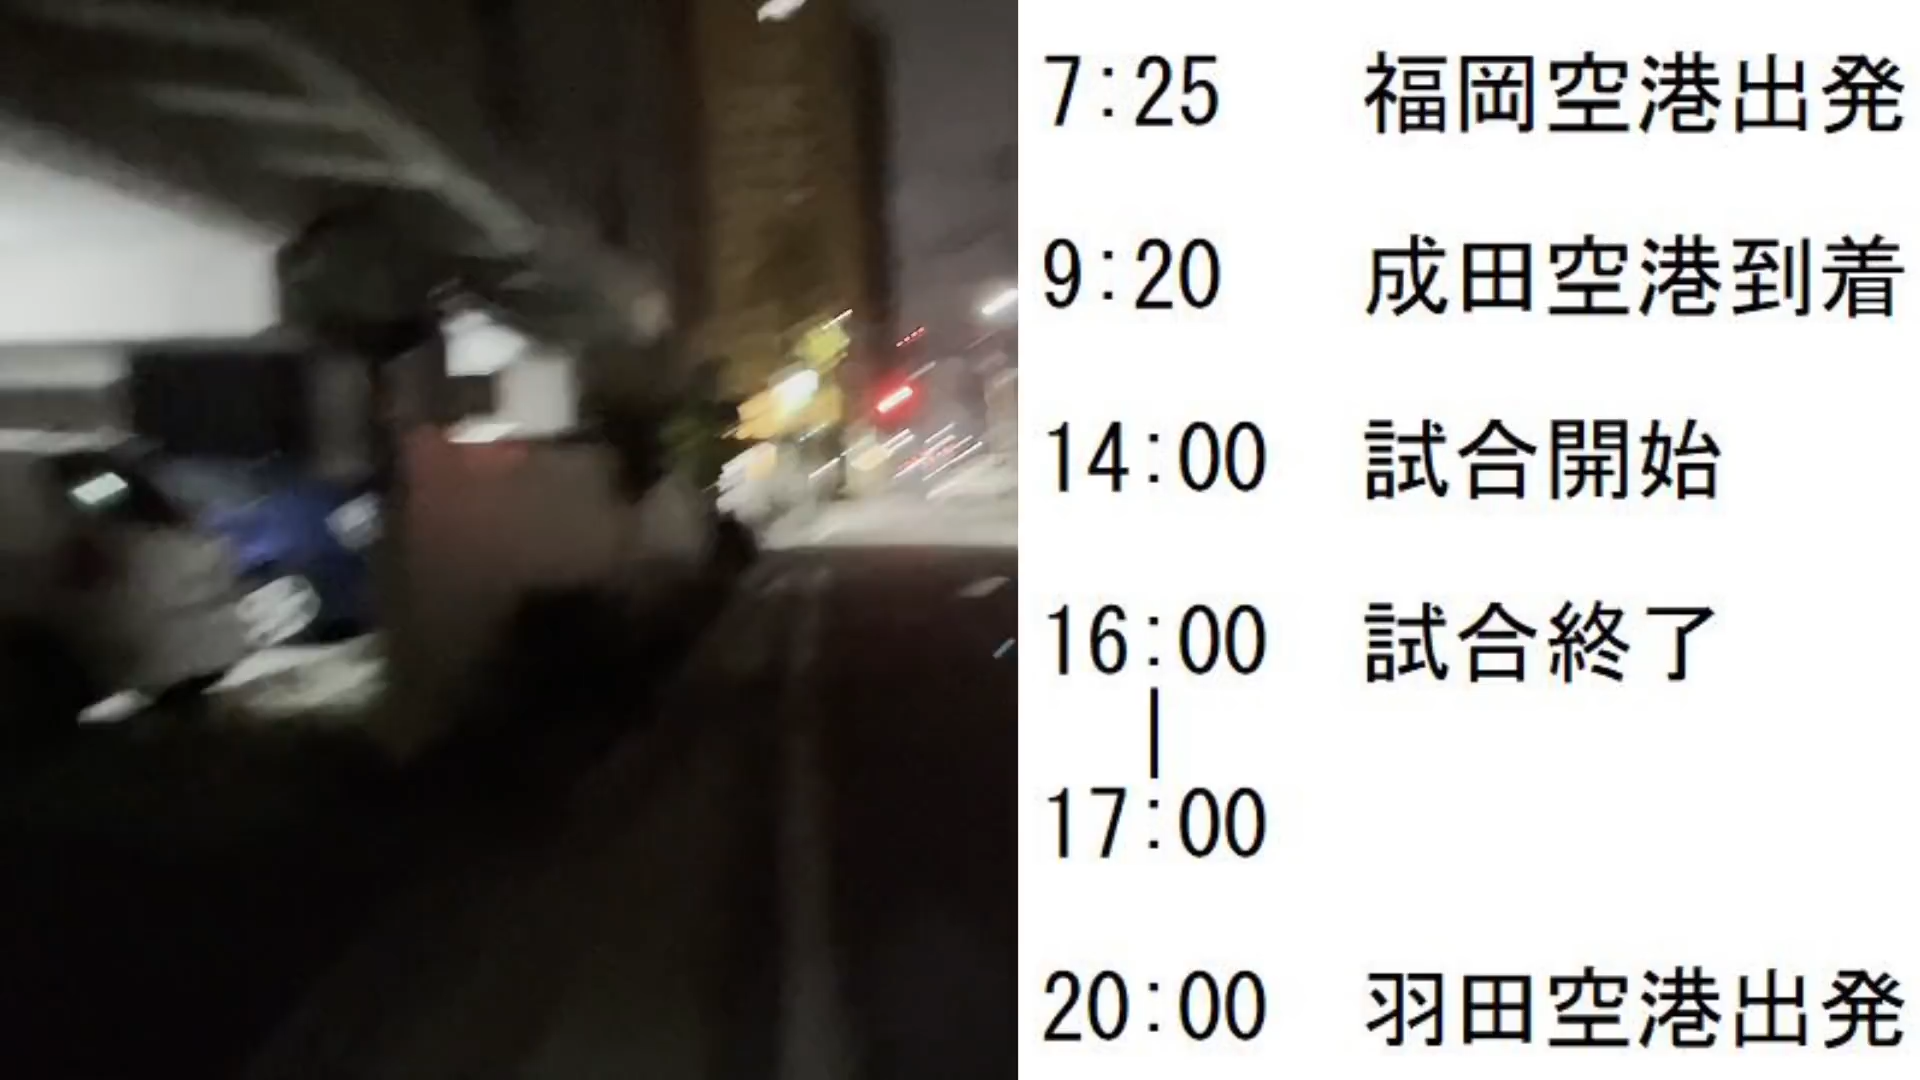 7:25 福岡空港出発
9:20 成田空港到着
14:00 試合開始
16:00 試合終了
|
17:00
20:00 羽田空港出発